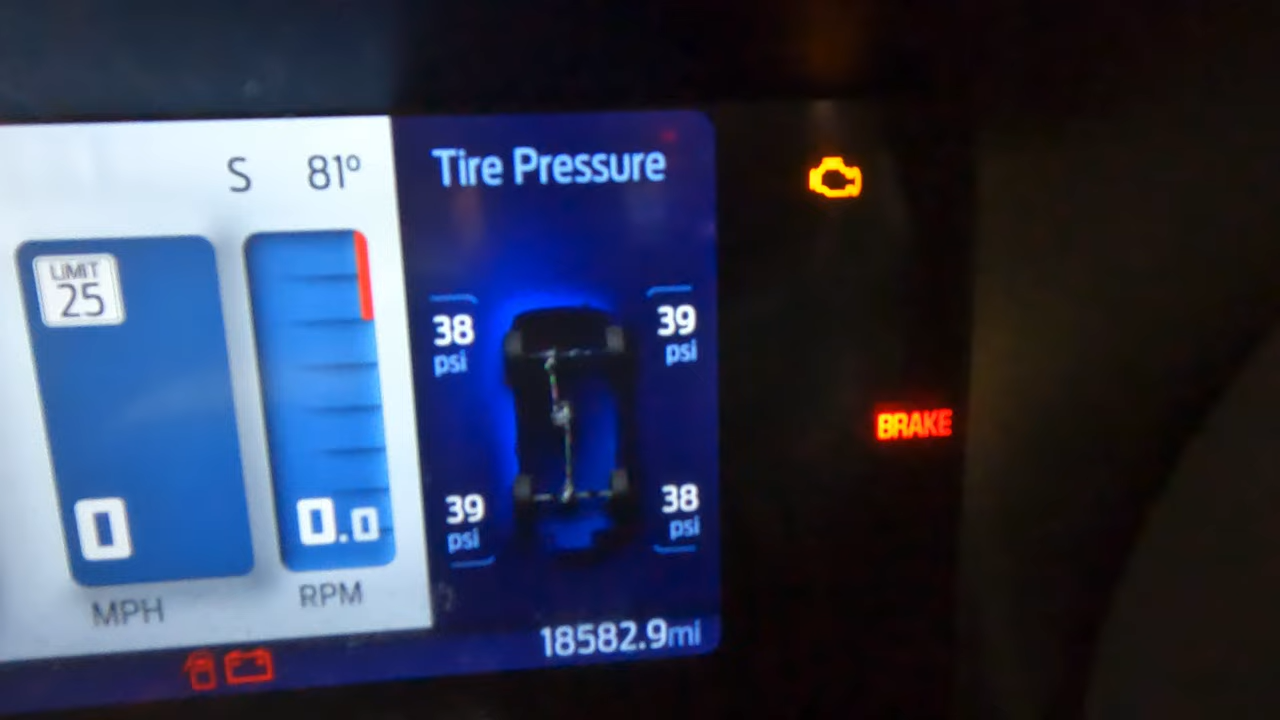 S 81°
Tire Pressure
LIMIT
25
38
psi
39
psi
BRAKE
0
0.0
39
psi
38
psi
MPH
RPM
18582.9mi